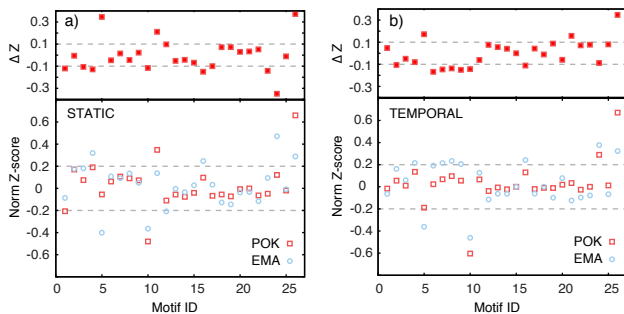 a)
Δ Z
0.3
0.1
-0.1
-0.3
STATIC
Norm Z-score
0.6
0.4
0.2
0
-0.2
-0.4
-0.6
POK
EMA
0 5 10 15 20 25
Motif ID
b)
Δ Z
0.3
0.1
-0.1
-0.3
TEMPORAL
Norm Z-score
0.6
0.4
0.2
0
-0.2
-0.4
-0.6
POK
EMA
0 5 10 15 20 25
Motif ID